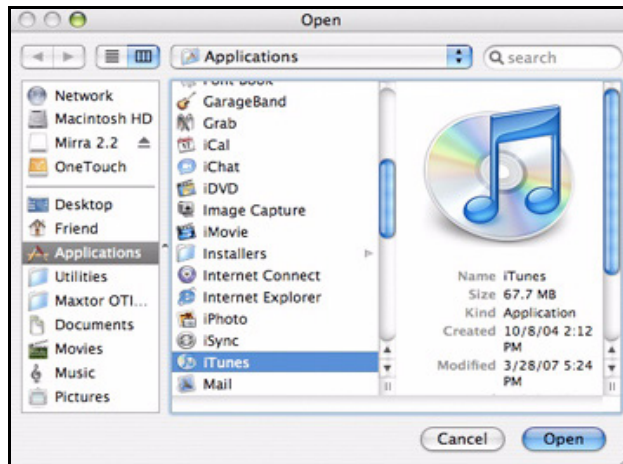 Open
Applications
search
Network
Macintosh HD
Mirra 2.2
OneTouch
Desktop
Friend
Applications
Utilities
Maxtor OTI...
Documents
Movies
Music
Pictures
Font Book
GarageBand
Grab
iCal
iChat
iDVD
Image Capture
iMovie
Installers
Internet Connect
Internet Explorer
iPhoto
iSync
iTunes
Mail
Name iTunes
Size 67.7 MB
Kind Application
Created 10/8/04 2:12
PM
Modified 3/28/07 5:24
PM
Cancel
Open